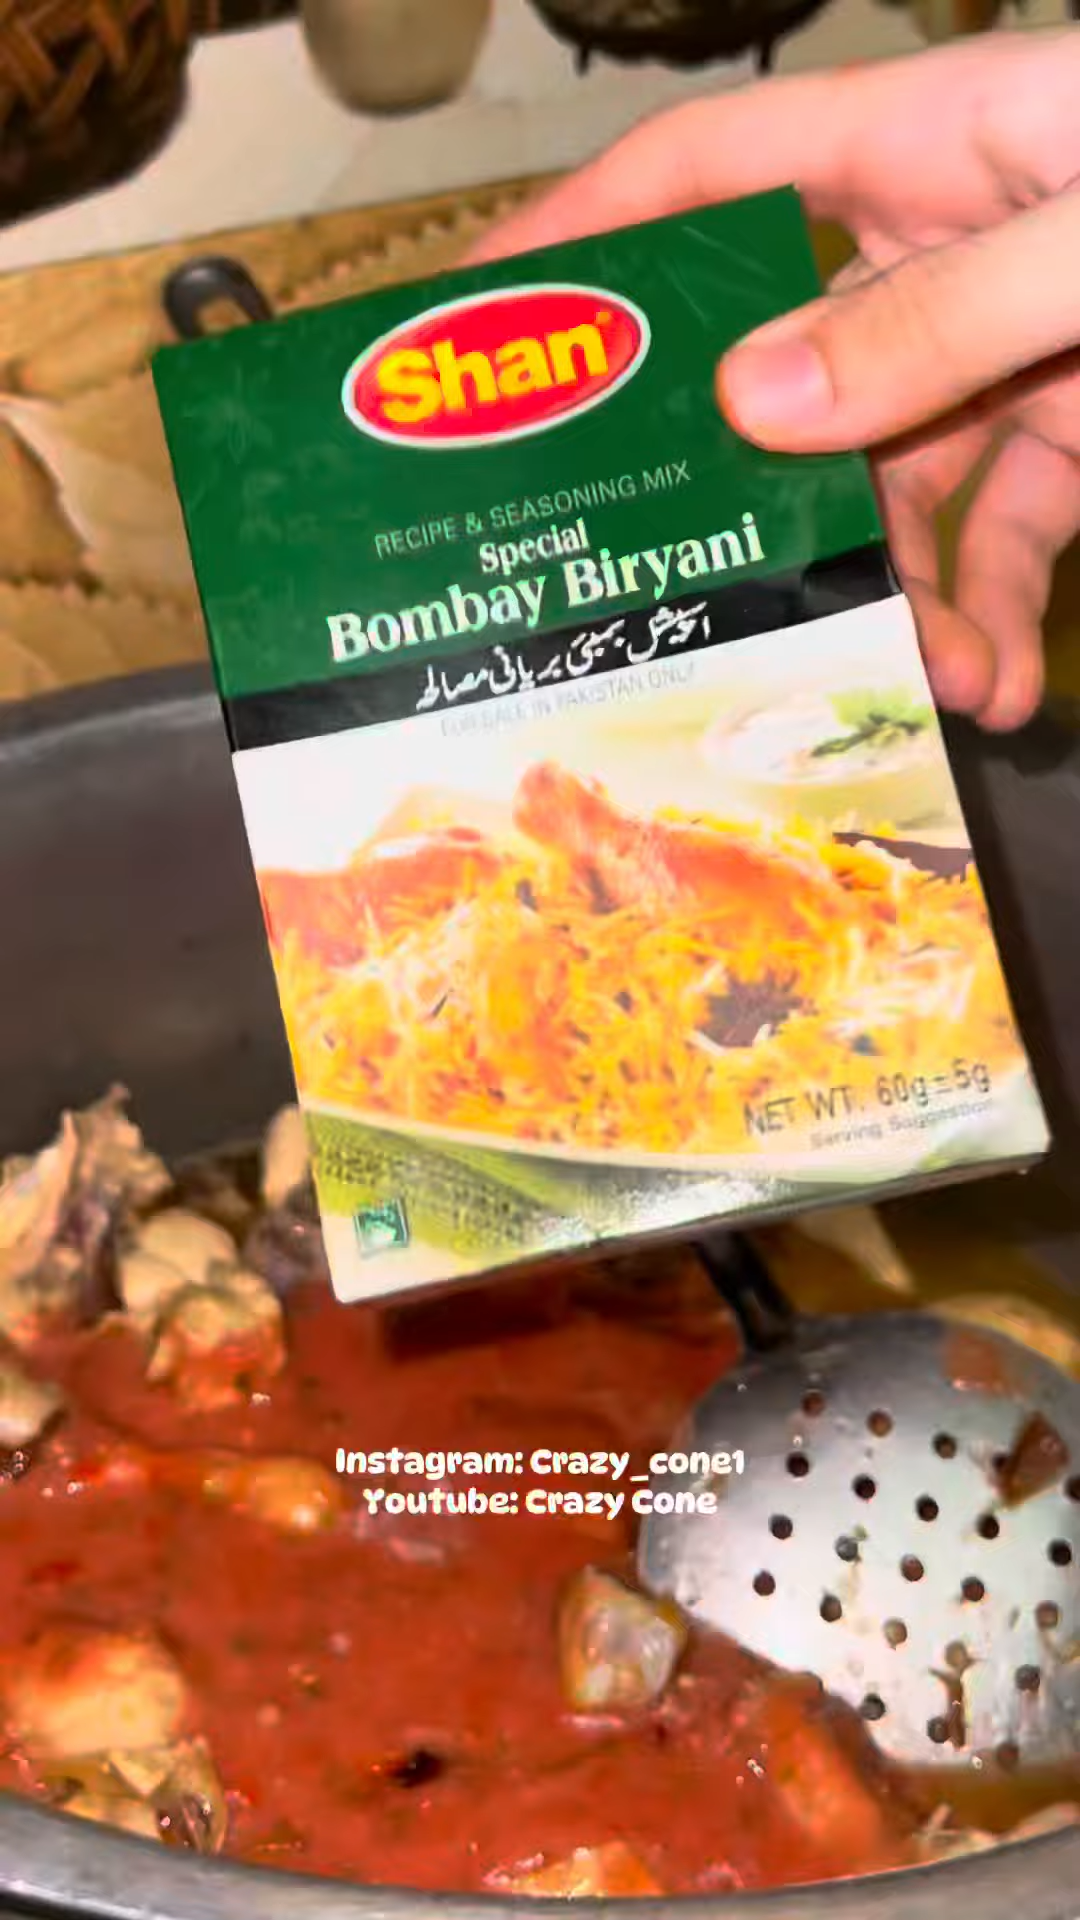 Shan
RECIPE & SEASONING MIX
Special
Bombay Biryani
اسپیشل بمبئی بریانی مصالحہ
FOR SALE IN PAKISTAN ONLY
NET WT. 60g±5g
Serving Suggestion
Instagram: Crazy_cone1
Youtube: Crazy Cone